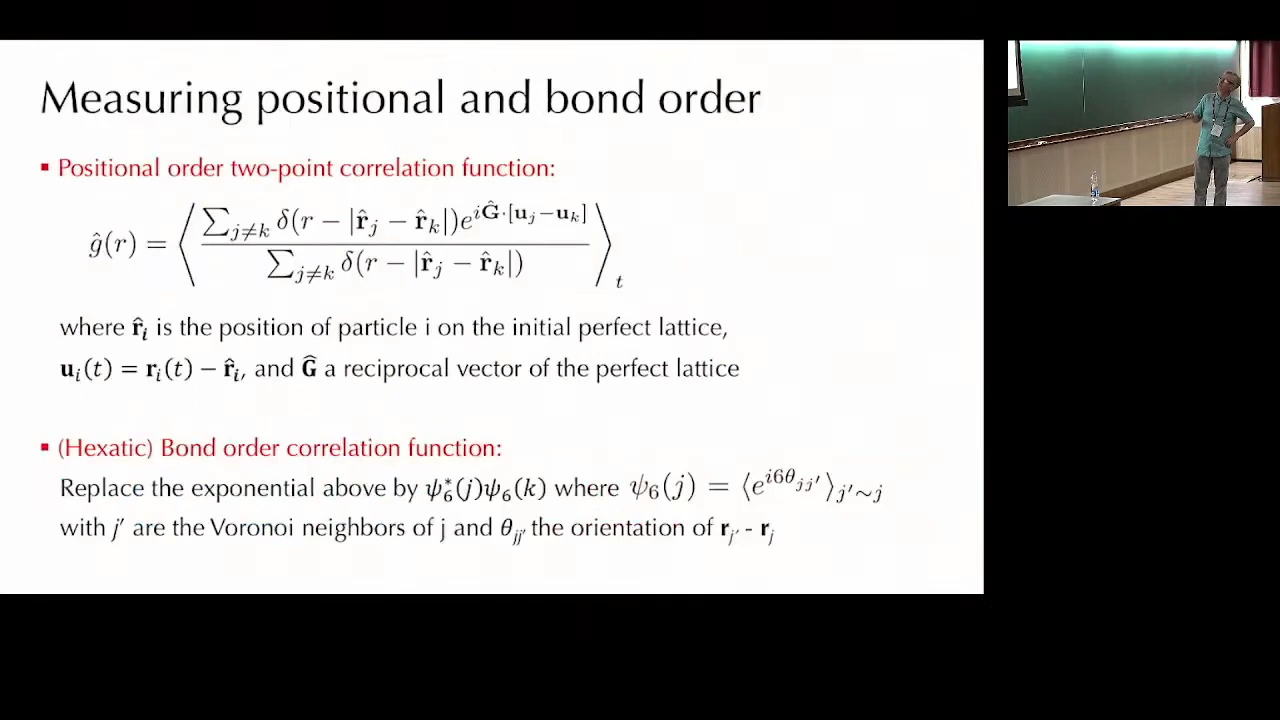 Measuring positional and bond order
▪ Positional order two-point correlation function:
ĝ(r) = ⟨ ∑_{j≠k} δ(r − |r̂_j − r̂_k|)e^{iĜ·[u_j−u_k]} / ∑_{j≠k} δ(r − |r̂_j − r̂_k|) ⟩_t
where r̂_i is the position of particle i on the initial perfect lattice,
u_i(t) = r_i(t) − r̂_i, and Ĝ a reciprocal vector of the perfect lattice
▪ (Hexatic) Bond order correlation function:
Replace the exponential above by ψ_6^*(j)ψ_6(k) where ψ_6(j) = ⟨e^{i6θ_{jj′}}⟩_{j′∼j}
with j′ are the Voronoi neighbors of j and θ_{jj′} the orientation of r_{j′} - r_j